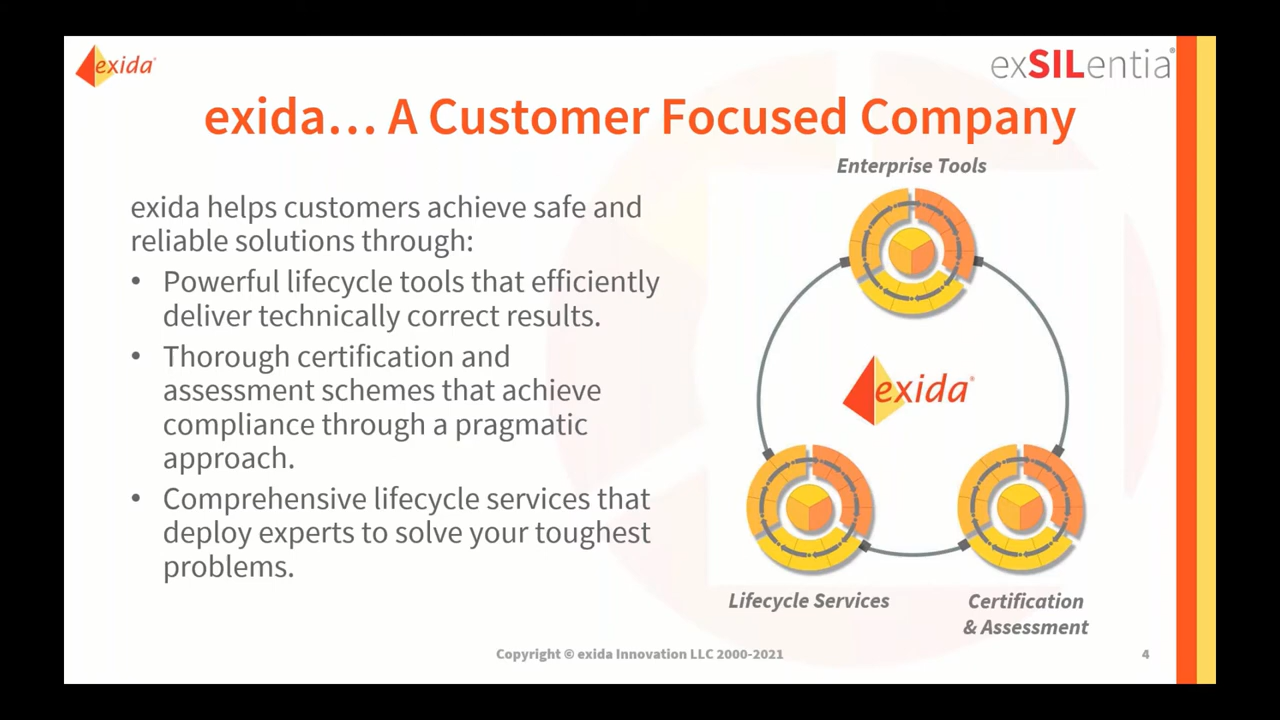 exida
exSILentia®
exida... A Customer Focused Company
exida helps customers achieve safe and
reliable solutions through:
• Powerful lifecycle tools that efficiently
deliver technically correct results.
• Thorough certification and
assessment schemes that achieve
compliance through a pragmatic
approach.
• Comprehensive lifecycle services that
deploy experts to solve your toughest
problems.
Enterprise Tools
exida
Lifecycle Services
Certification
& Assessment
Copyright © exida Innovation LLC 2000-2021
4